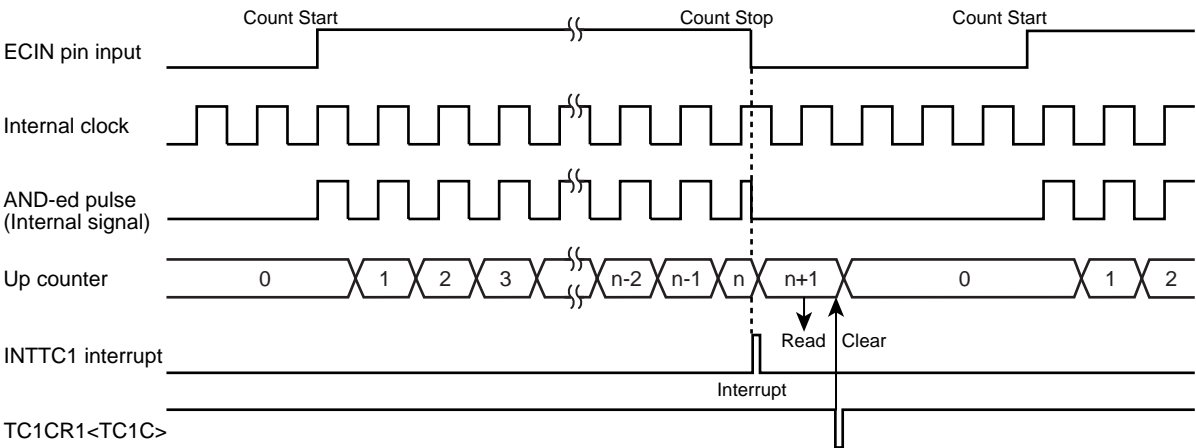 Count Start Count Stop Count Start
ECIN pin input
Internal clock
AND-ed pulse
(Internal signal)
Up counter 0 1 2 3 n-2 n-1 n n+1 0 1 2
Read Clear
INTTC1 interrupt
Interrupt
TC1CR1<TC1C>